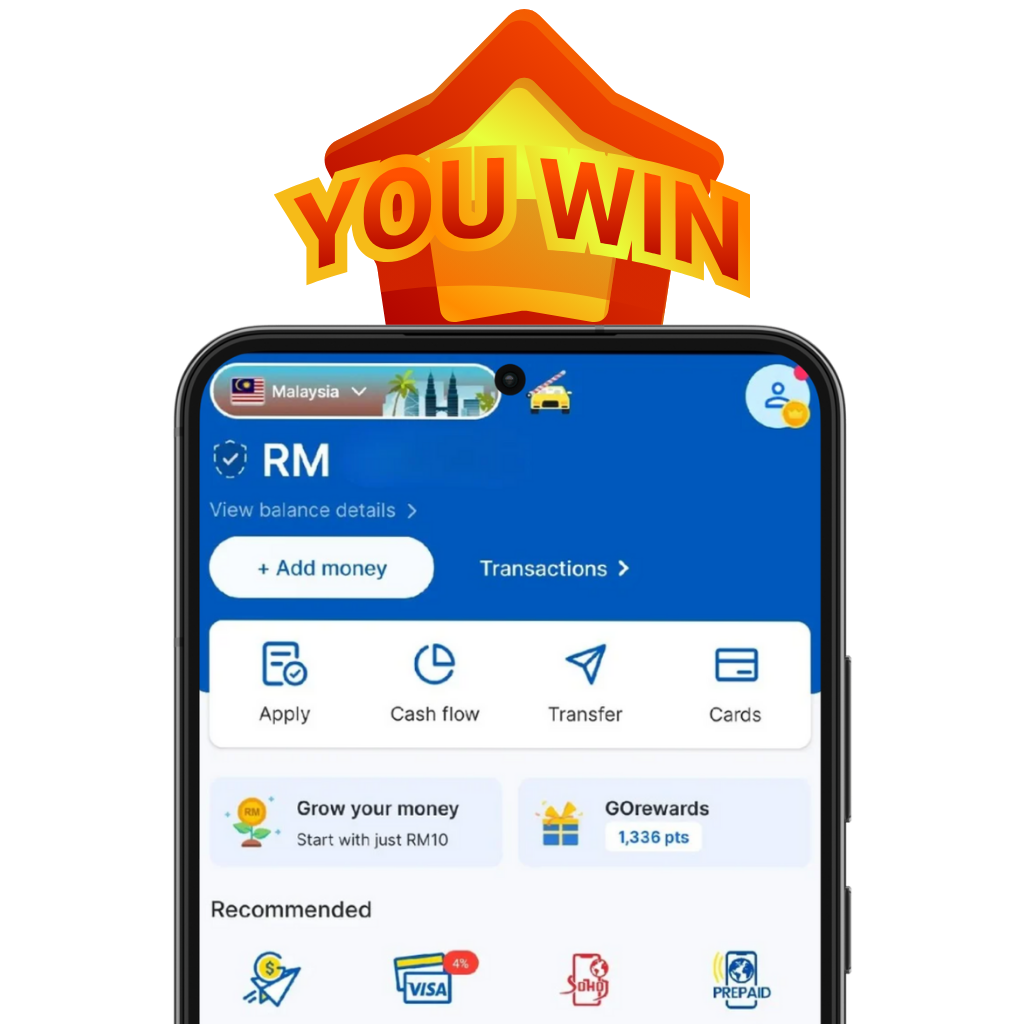 YOU WIN
Malaysia
RM
View balance details
+ Add money
Transactions
Apply
Cash flow
Transfer
Cards
RM
Grow your money
Start with just RM10
GOrewards
1,336 pts
Recommended
$
VISA
4%
SOHO
PREPAID